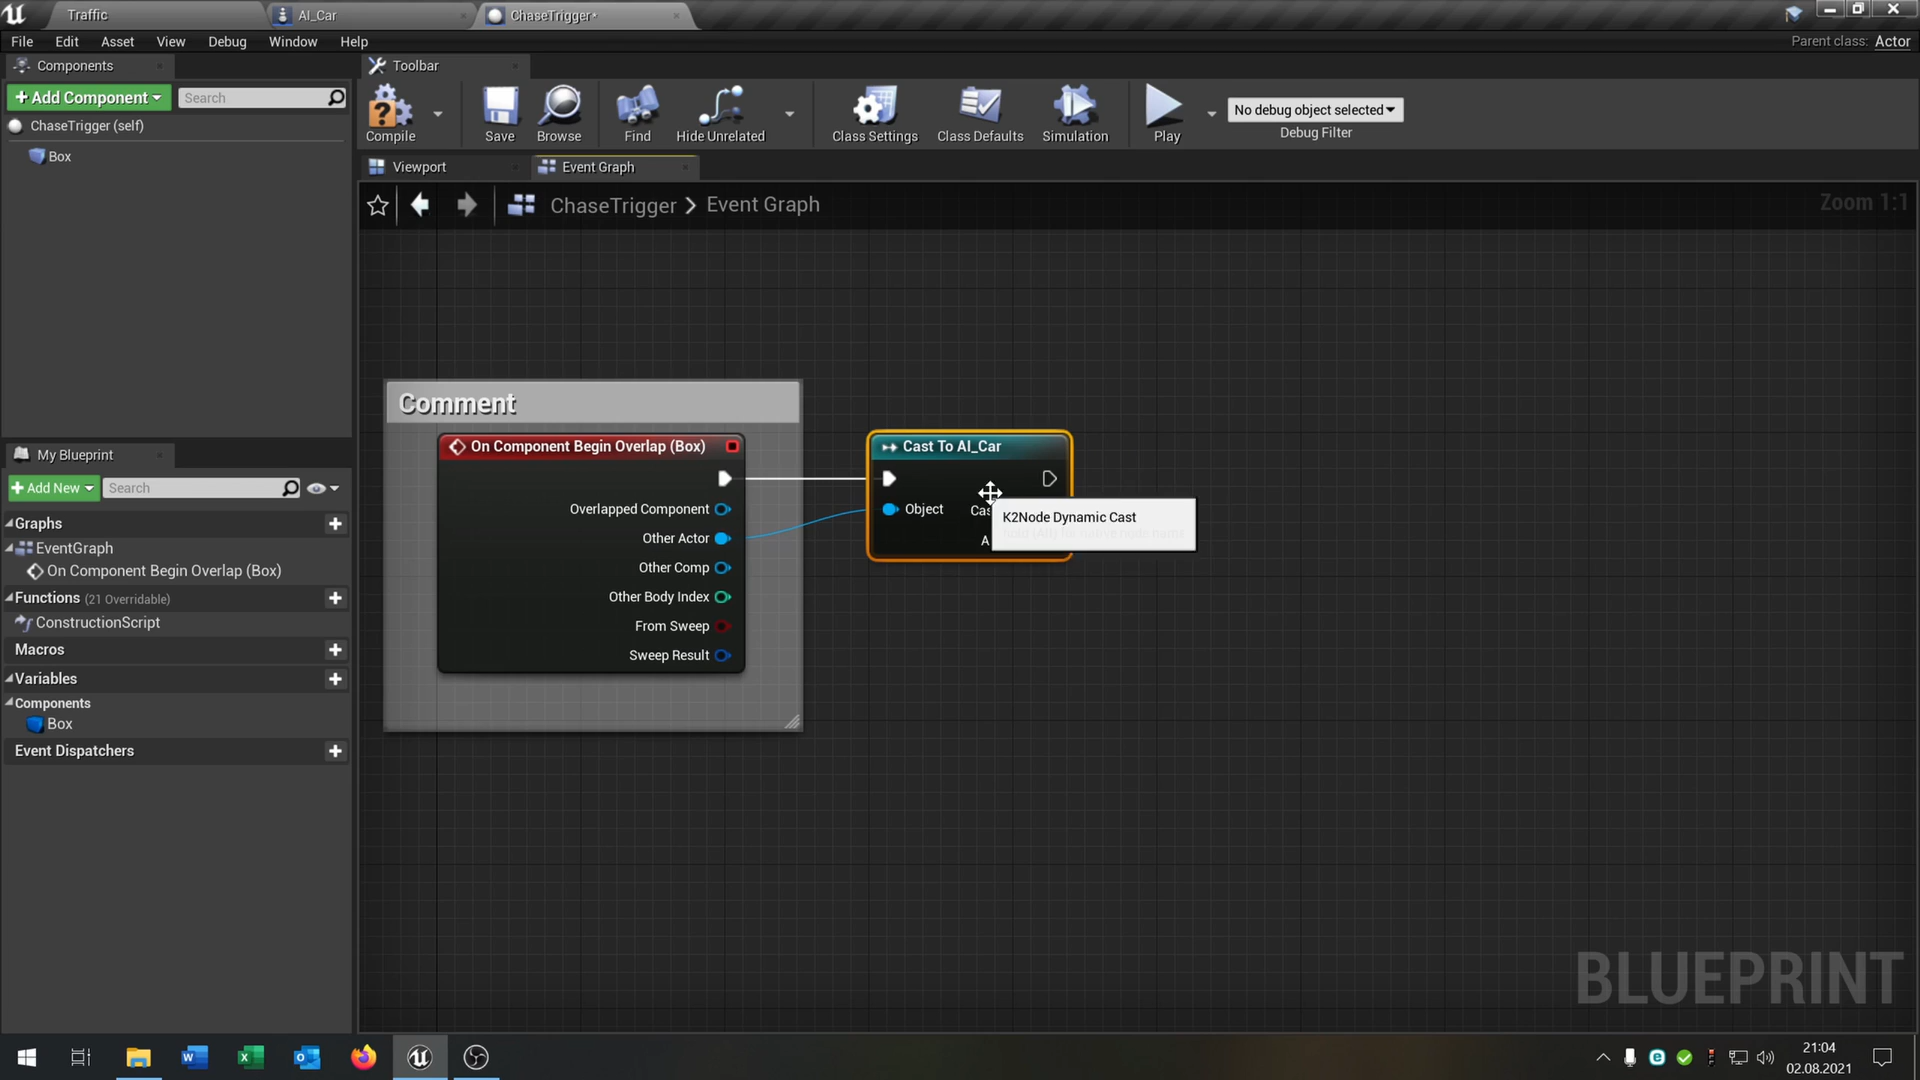 Traffic
AI_Car
ChaseTrigger*
File
Edit
Asset
View
Debug
Window
Help
Parent class: Actor
Components
+ Add Component
Search
ChaseTrigger (self)
Box
Toolbar
Compile
Save
Browse
Find
Hide Unrelated
Class Settings
Class Defaults
Simulation
Play
No debug object selected
Debug Filter
Viewport
Event Graph
ChaseTrigger > Event Graph
Zoom 1:1
Comment
On Component Begin Overlap (Box)
Overlapped Component
Other Actor
Other Comp
Other Body Index
From Sweep
Sweep Result
Cast To AI_Car
Object
Cas
A
K2Node Dynamic Cast
My Blueprint
+ Add New
Search
Graphs
EventGraph
On Component Begin Overlap (Box)
Functions (21 Overridable)
ConstructionScript
Macros
Variables
Components
Box
Event Dispatchers
BLUEPRINT
21:04
02.08.2021